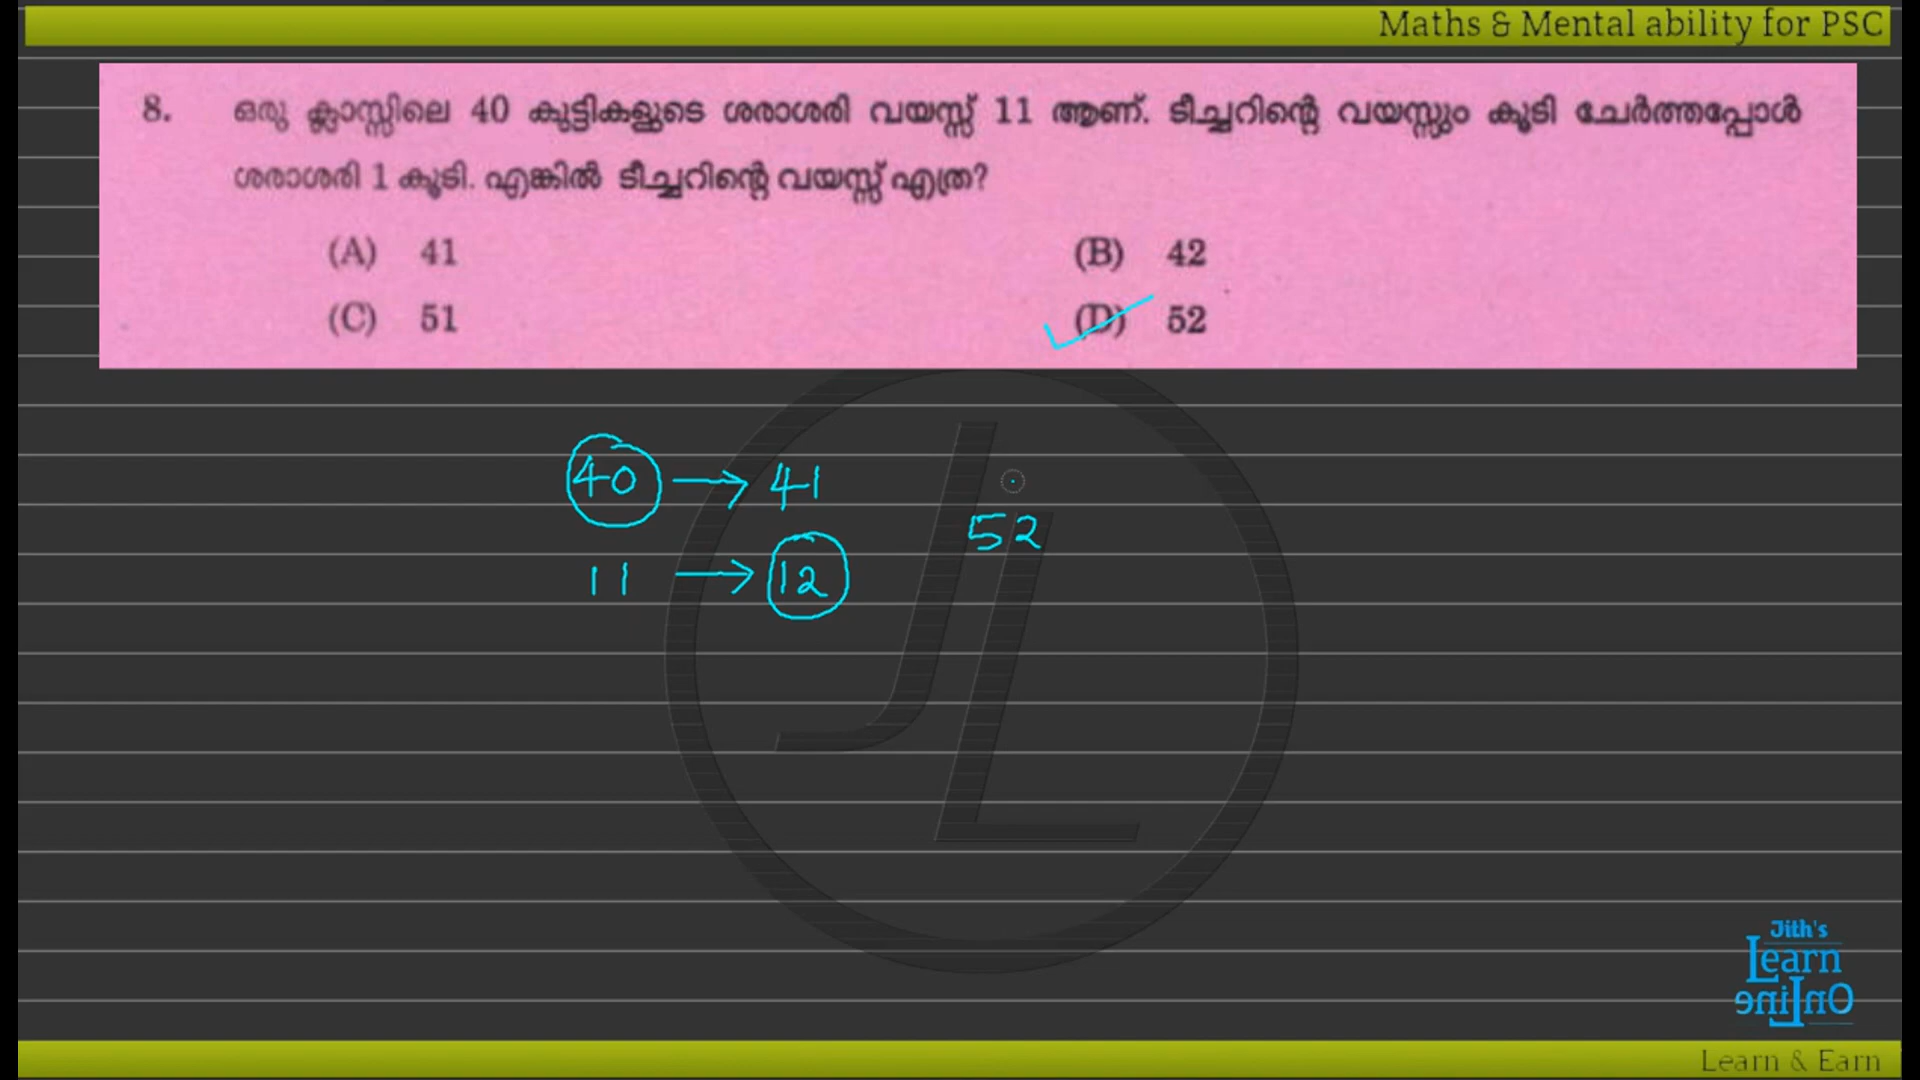 Maths & Mental ability for PSC
8. ഒരു ക്ലാസ്സിലെ 40 കുട്ടികളുടെ ശരാശരി വയസ്സ് 11 ആണ്. ടീച്ചറിന്റെ വയസ്സും കൂടി ചേർത്തപ്പോൾ
ശരാശരി 1 കൂടി. എങ്കിൽ ടീച്ചറിന്റെ വയസ്സ് എത്ര?
(A) 41 (B) 42
(C) 51 (D) 52
40 → 41
52
11 → 12
JL
Jith's
Learn
OnLine
Learn & Earn